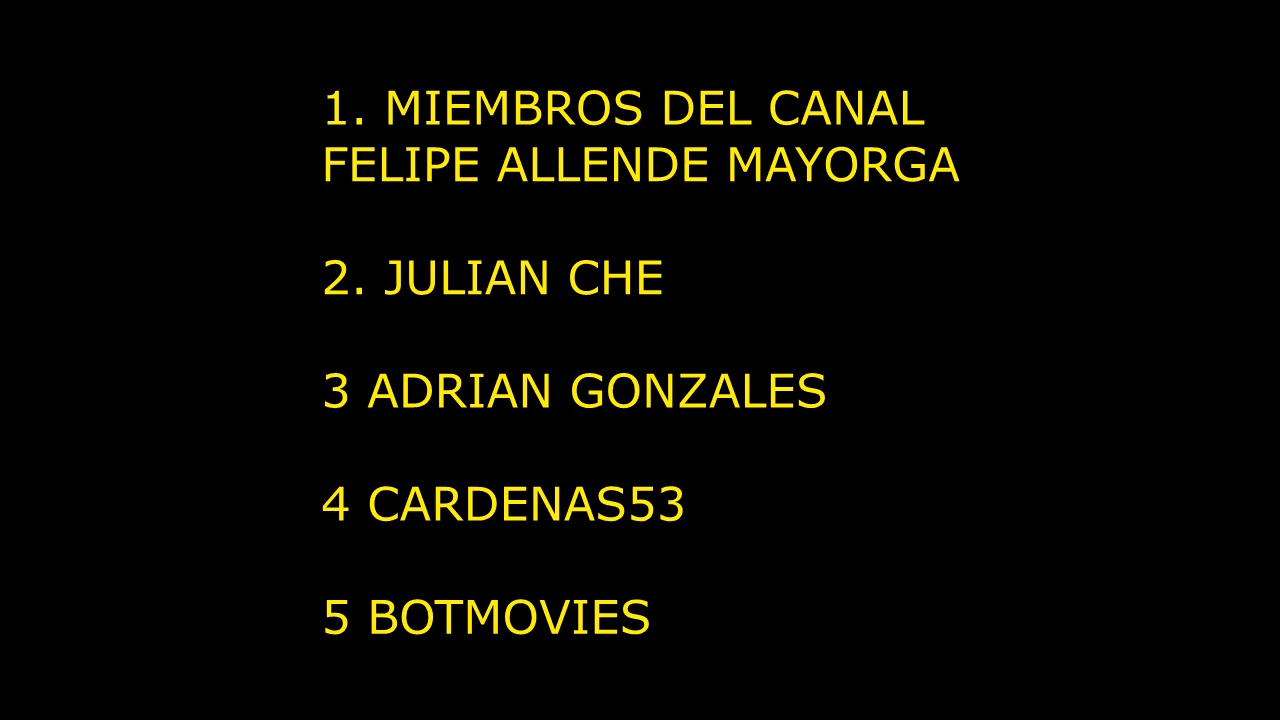 1. MIEMBROS DEL CANAL
FELIPE ALLENDE MAYORGA
2. JULIAN CHE
3 ADRIAN GONZALES
4 CARDENAS53
5 BOTMOVIES